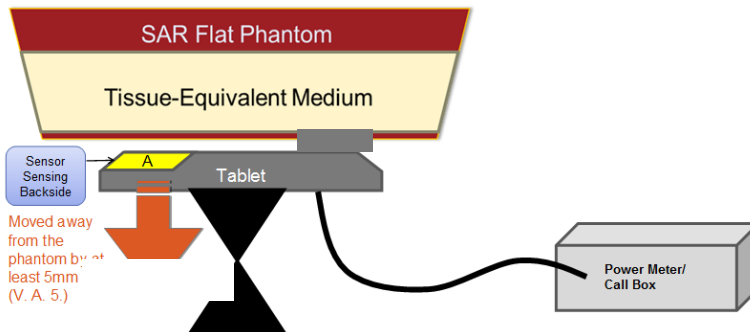 SAR Flat Phantom
Tissue-Equivalent Medium
Sensor
Sensing
Backside
A
Tablet
Moved away
from the
phantom by at
least 5mm
(V. A. 5.)
Power Meter/
Call Box